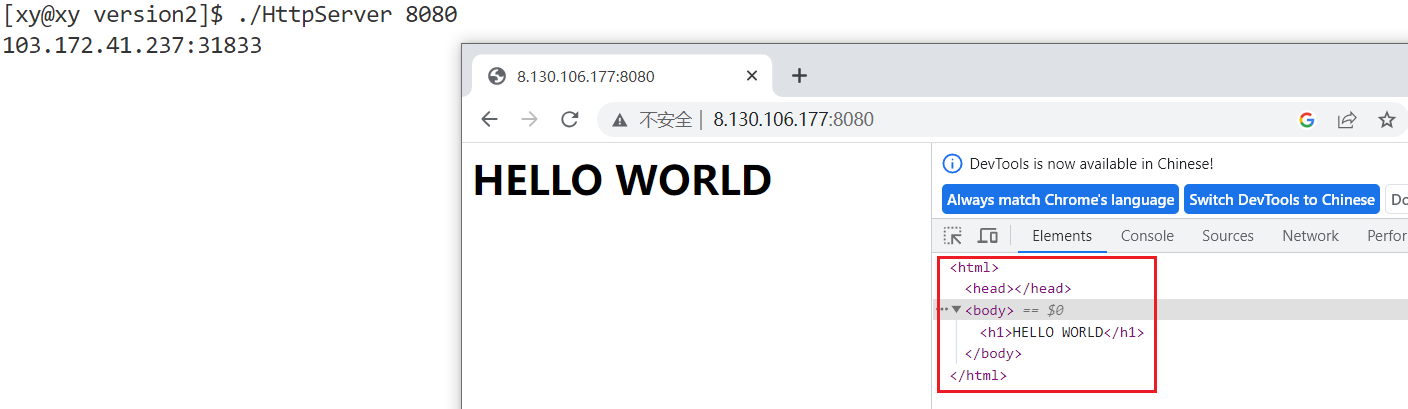 [xy@xy version2]$ ./HttpServer 8080
103.172.41.237:31833
8.130.106.177:8080
不安全 | 8.130.106.177:8080
HELLO WORLD
DevTools is now available in Chinese!
Always match Chrome's language Switch DevTools to Chinese Do
Elements Console Sources Network Perfor
<html>
<head></head>
<body> == $0
<h1>HELLO WORLD</h1>
</body>
</html>